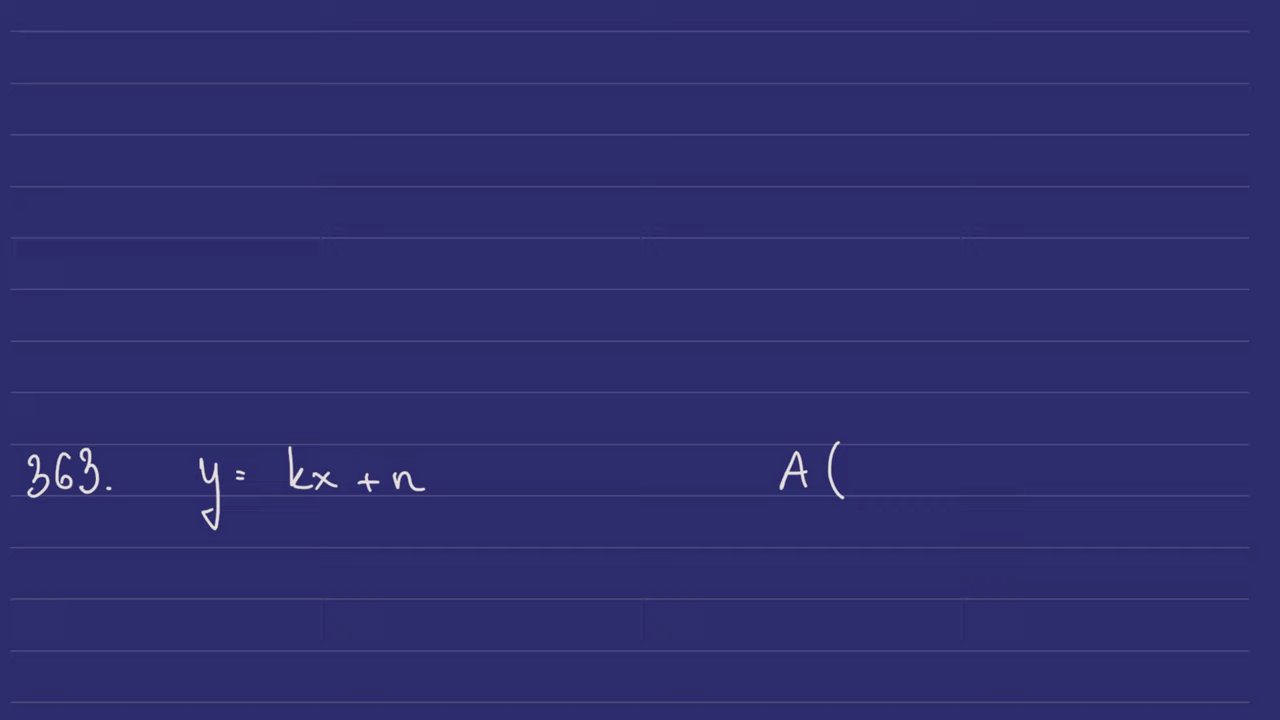 363. y = kx + n A (